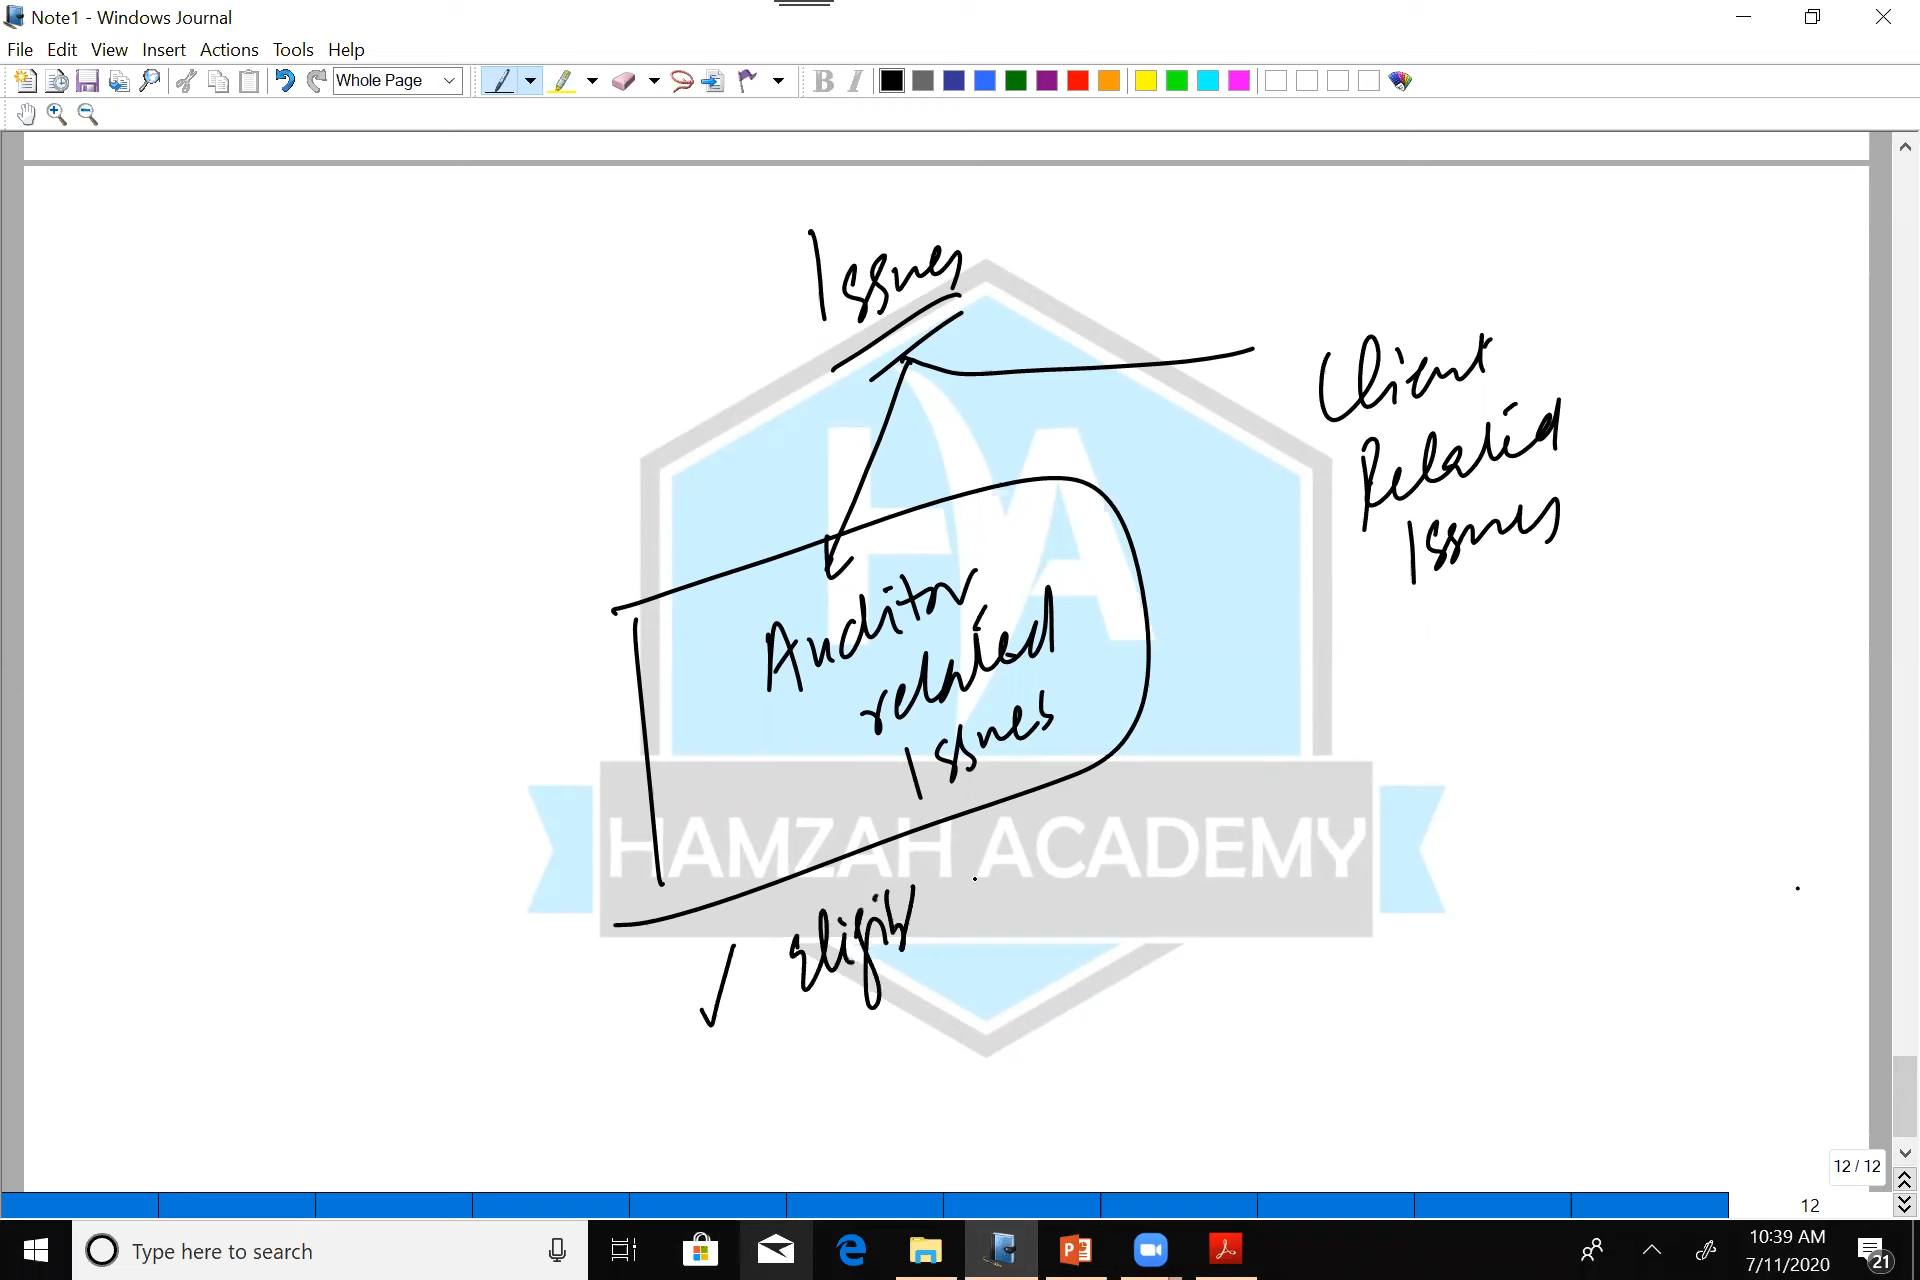 Note1 - Windows Journal
File Edit View Insert Actions Tools Help
Whole Page
B I
Issues
Client
Related
Issues
Auditor
related
Issues
HAMZAH ACADEMY
✓ Eligib
12 / 12
12
Type here to search
10:39 AM
7/11/2020
21